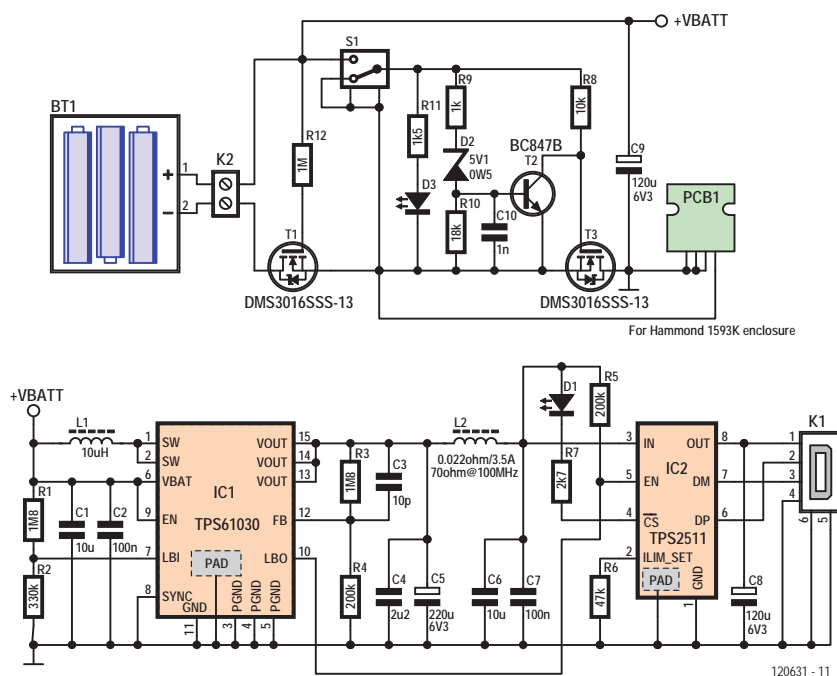 +VBATT
S1
BT1
K2
+
1
–
2
R12
1M
R11
1k5
R9
1k
D2
5V1
0W5
D3
R10
18k
C10
1n
BC847B
T2
R8
10k
C9
120u
6V3
PCB1
T1
DMS3016SSS-13
T3
DMS3016SSS-13
For Hammond 1593K enclosure
+VBATT
L1
10uH
R1
1M8
C1
10u
C2
100n
R2
330k
1
SW
2
SW
6
VBAT
9
EN
7
LBI
8
SYNC
GND
11
PAD
PGND
3
PGND
4
PGND
5
IC1
TPS61030
VOUT
15
VOUT
14
VOUT
13
FB
12
LBO
10
R3
1M8
C3
10p
R4
200k
C4
2u2
C5
220u
6V3
L2
0.022ohm/3.5A
70ohm@100MHz
C6
10u
C7
100n
D1
R7
2k7
R5
200k
R6
47k
3
IN
5
EN
4
CS
2
ILIM_SET
IC2
TPS2511
PAD
GND
1
OUT
8
DM
7
DP
6
C8
120u
6V3
K1
1
2
3
4
6
5
120631 - 11